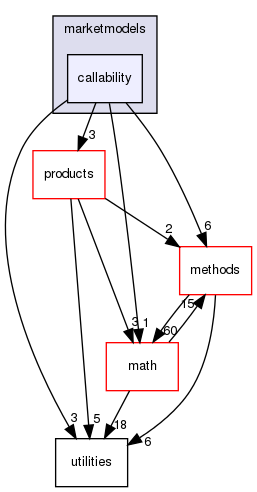 marketmodels
callability
3
products
2
6
methods
15
3
1
60
math
3
5
18
6
utilities